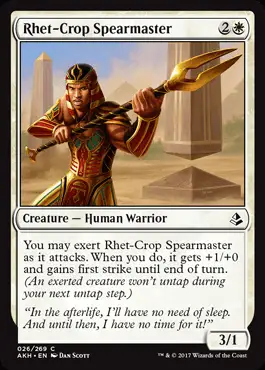 Rhet-Crop Spearmaster 2
Creature — Human Warrior
You may exert Rhet-Crop Spearmaster
as it attacks. When you do, it gets +1/+0
and gains first strike until end of turn.
(An exerted creature won't untap during
your next untap step.)
"In the afterlife, I'll have no need of sleep.
And until then, I have no time for it!"
3/1
026/269 C
AKH • EN DAN SCOTT
™ & © 2017 Wizards of the Coast